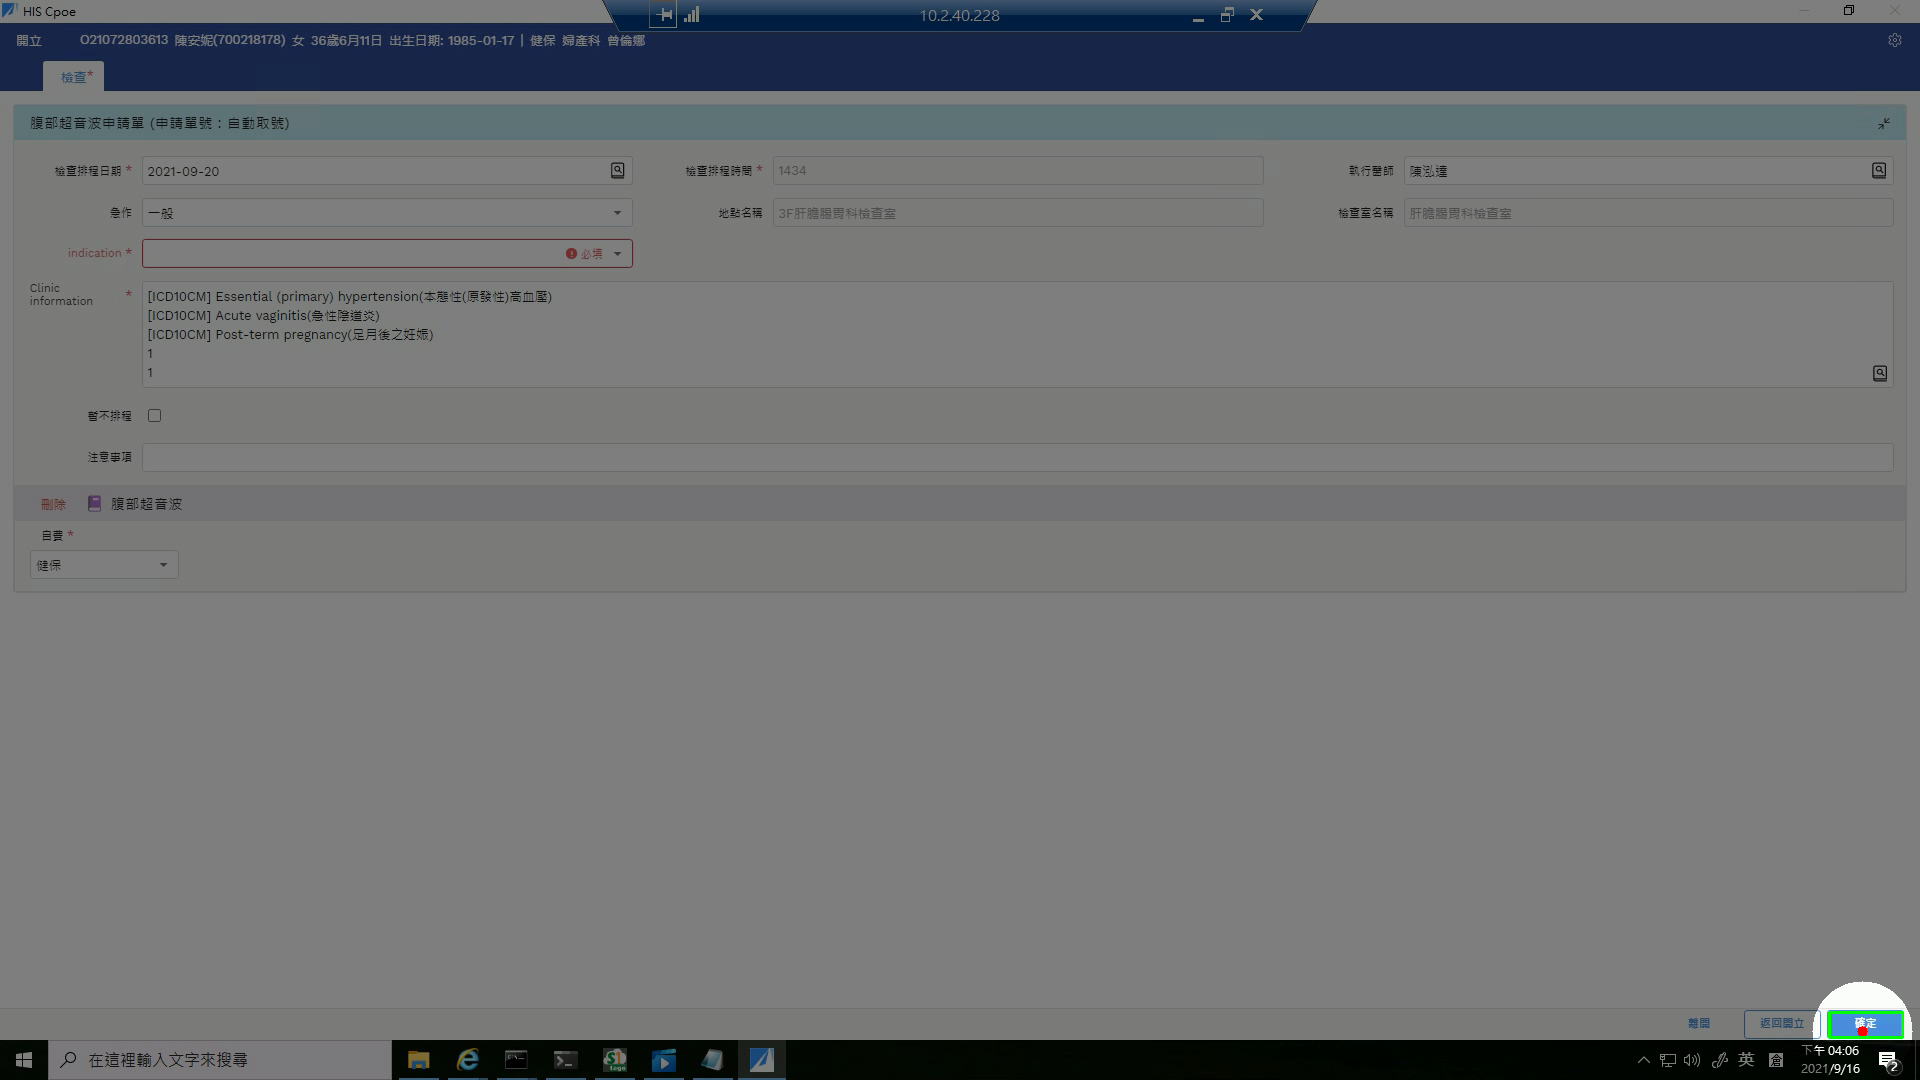 HIS Cpoe
10.2.40.228
開立 O21072803613 陳安妮(700218178) 女 36歲6月11日 出生日期: 1985-01-17 | 健保 婦產科 曾倫娜
檢查*
腹部超音波申請單 (申請單號：自動取號)
檢查排程日期 * 2021-09-20 檢查排程時間 * 1434 執行醫師 陳泓達
急作 一般 地點名稱 3F肝膽腸胃科檢查室 檢查室名稱 肝膽腸胃科檢查室
indication * 必填
Clinic
information *
[ICD10CM] Essential (primary) hypertension(本態性(原發性)高血壓)
[ICD10CM] Acute vaginitis(急性陰道炎)
[ICD10CM] Post-term pregnancy(足月後之妊娠)
1
1
暫不排程
注意事項
刪除 腹部超音波
自費 *
健保
離開 返回開立 確定
在這裡輸入文字來搜尋
英 倉
下午 04:06
2021/9/16
2